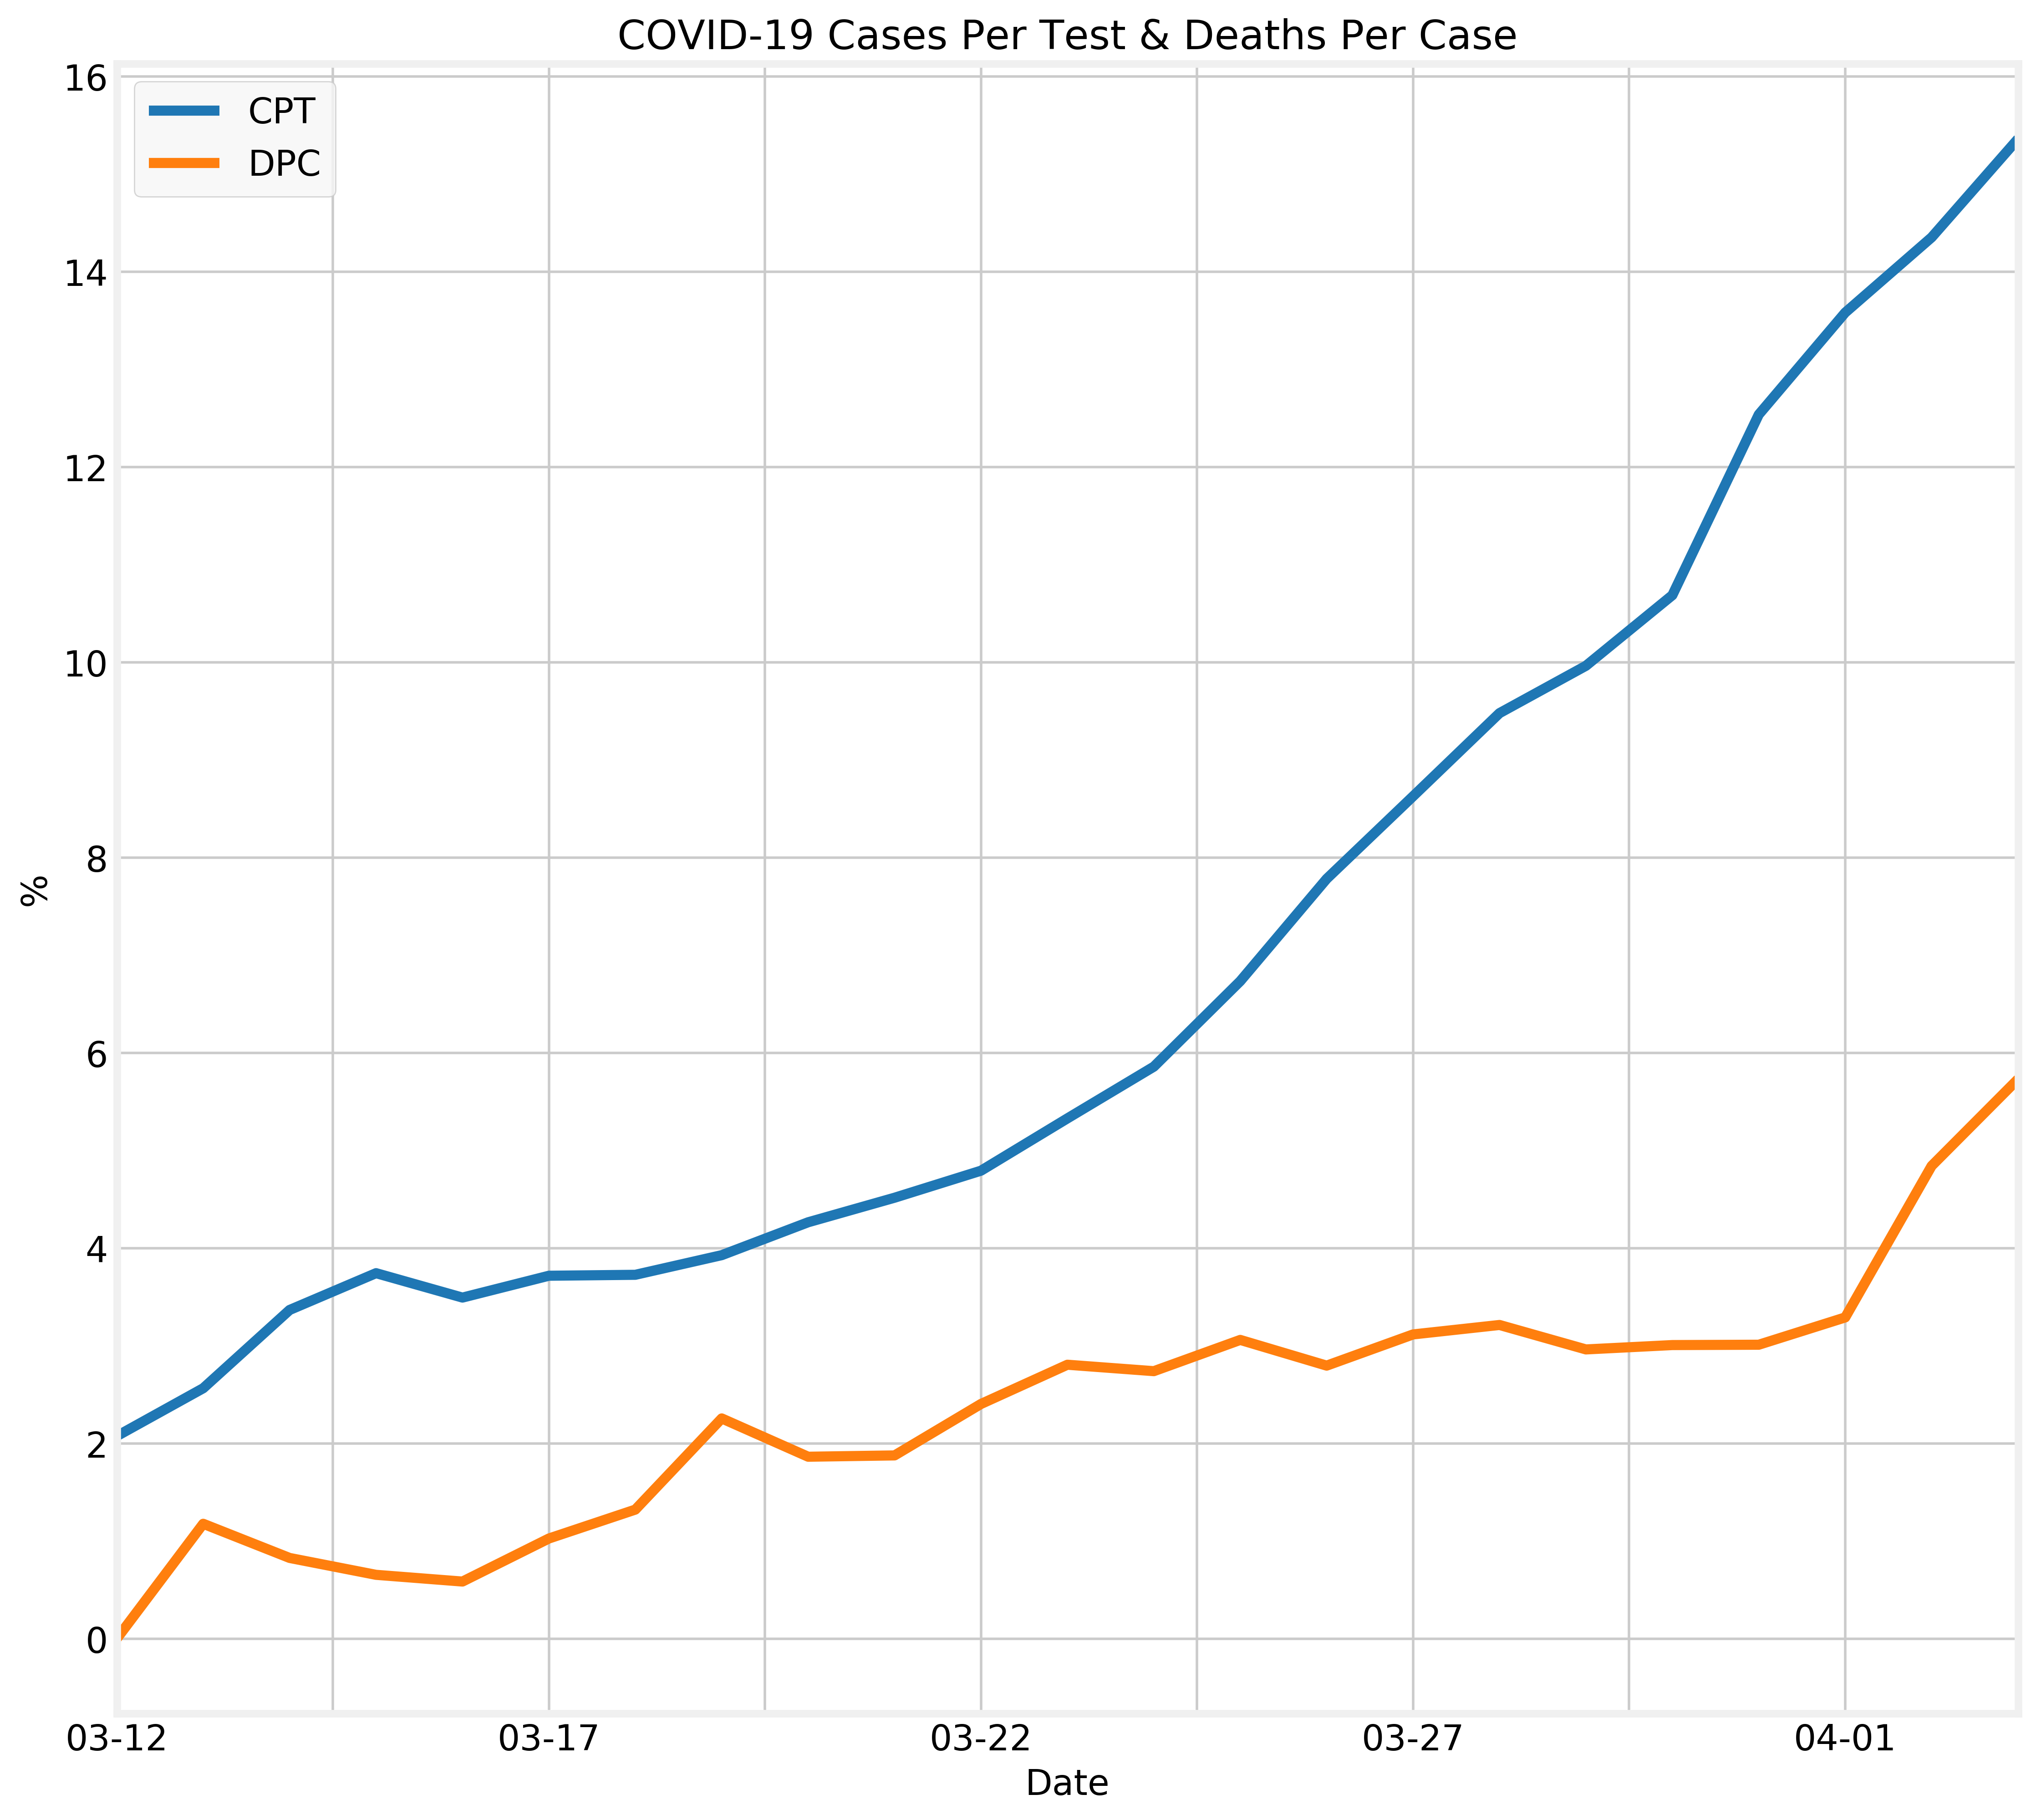 COVID-19 Cases Per Test & Deaths Per Case
16
CPT
DPC
14
12
10
8
%
6
4
2
0
03-12 03-17 03-22 03-27 04-01
Date